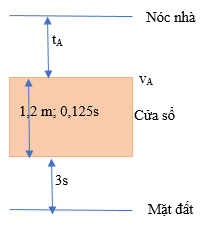 Nóc nhà
t_A
v_A
1,2 m; 0,125s
Cửa sổ
3s
Mặt đất